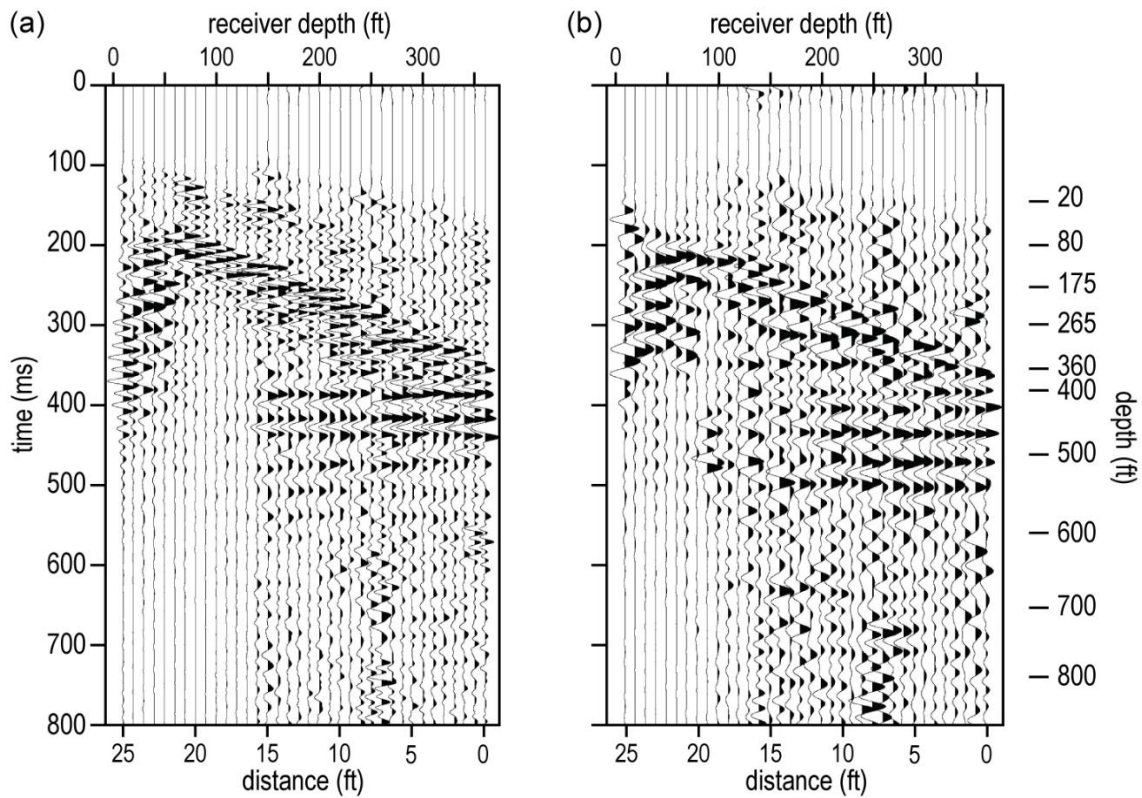 (a)
receiver depth (ft)
0 100 200 300
time (ms)
0
100
200
300
400
500
600
700
800
25 20 15 10 5 0
distance (ft)
(b)
receiver depth (ft)
0 100 200 300
20
80
175
265
360
400
500
600
700
800
depth (ft)
25 20 15 10 5 0
distance (ft)